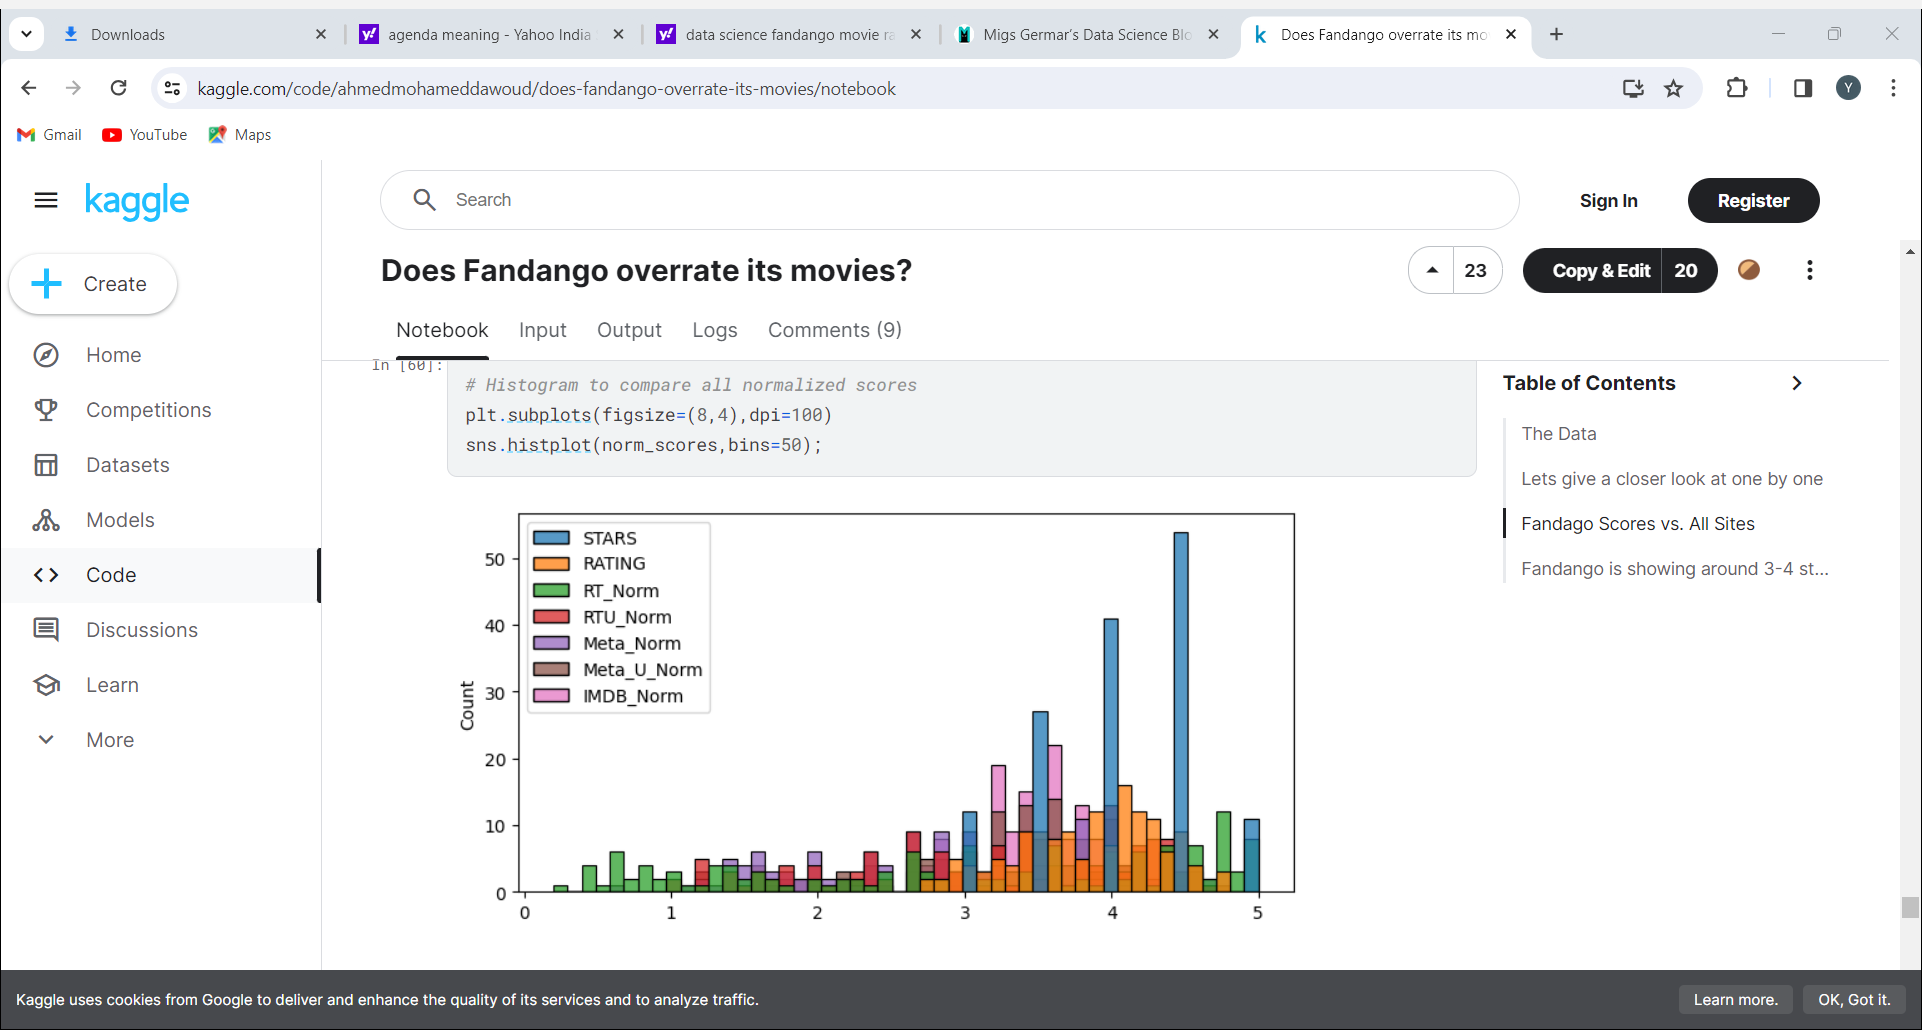 Downloads
agenda meaning - Yahoo India
data science fandango movie ra
Migs Germar's Data Science Blo
Does Fandango overrate its mo
kaggle.com/code/ahmedmohameddawoud/does-fandango-overrate-its-movies/notebook
Y
Gmail
YouTube
Maps
kaggle
Search
Sign In
Register
Create
Does Fandango overrate its movies?
23
Copy & Edit
20
Notebook
Input
Output
Logs
Comments (9)
Home
Competitions
Datasets
Models
Code
Discussions
Learn
More
In [60]:
# Histogram to compare all normalized scores
plt.subplots(figsize=(8,4),dpi=100)
sns.histplot(norm_scores,bins=50);
Table of Contents
The Data
Lets give a closer look at one by one
Fandago Scores vs. All Sites
Fandango is showing around 3-4 st...
STARS
RATING
RT_Norm
RTU_Norm
Meta_Norm
Meta_U_Norm
IMDB_Norm
Count
50
40
30
20
10
0
0 1 2 3 4 5
Kaggle uses cookies from Google to deliver and enhance the quality of its services and to analyze traffic.
Learn more.
OK, Got it.